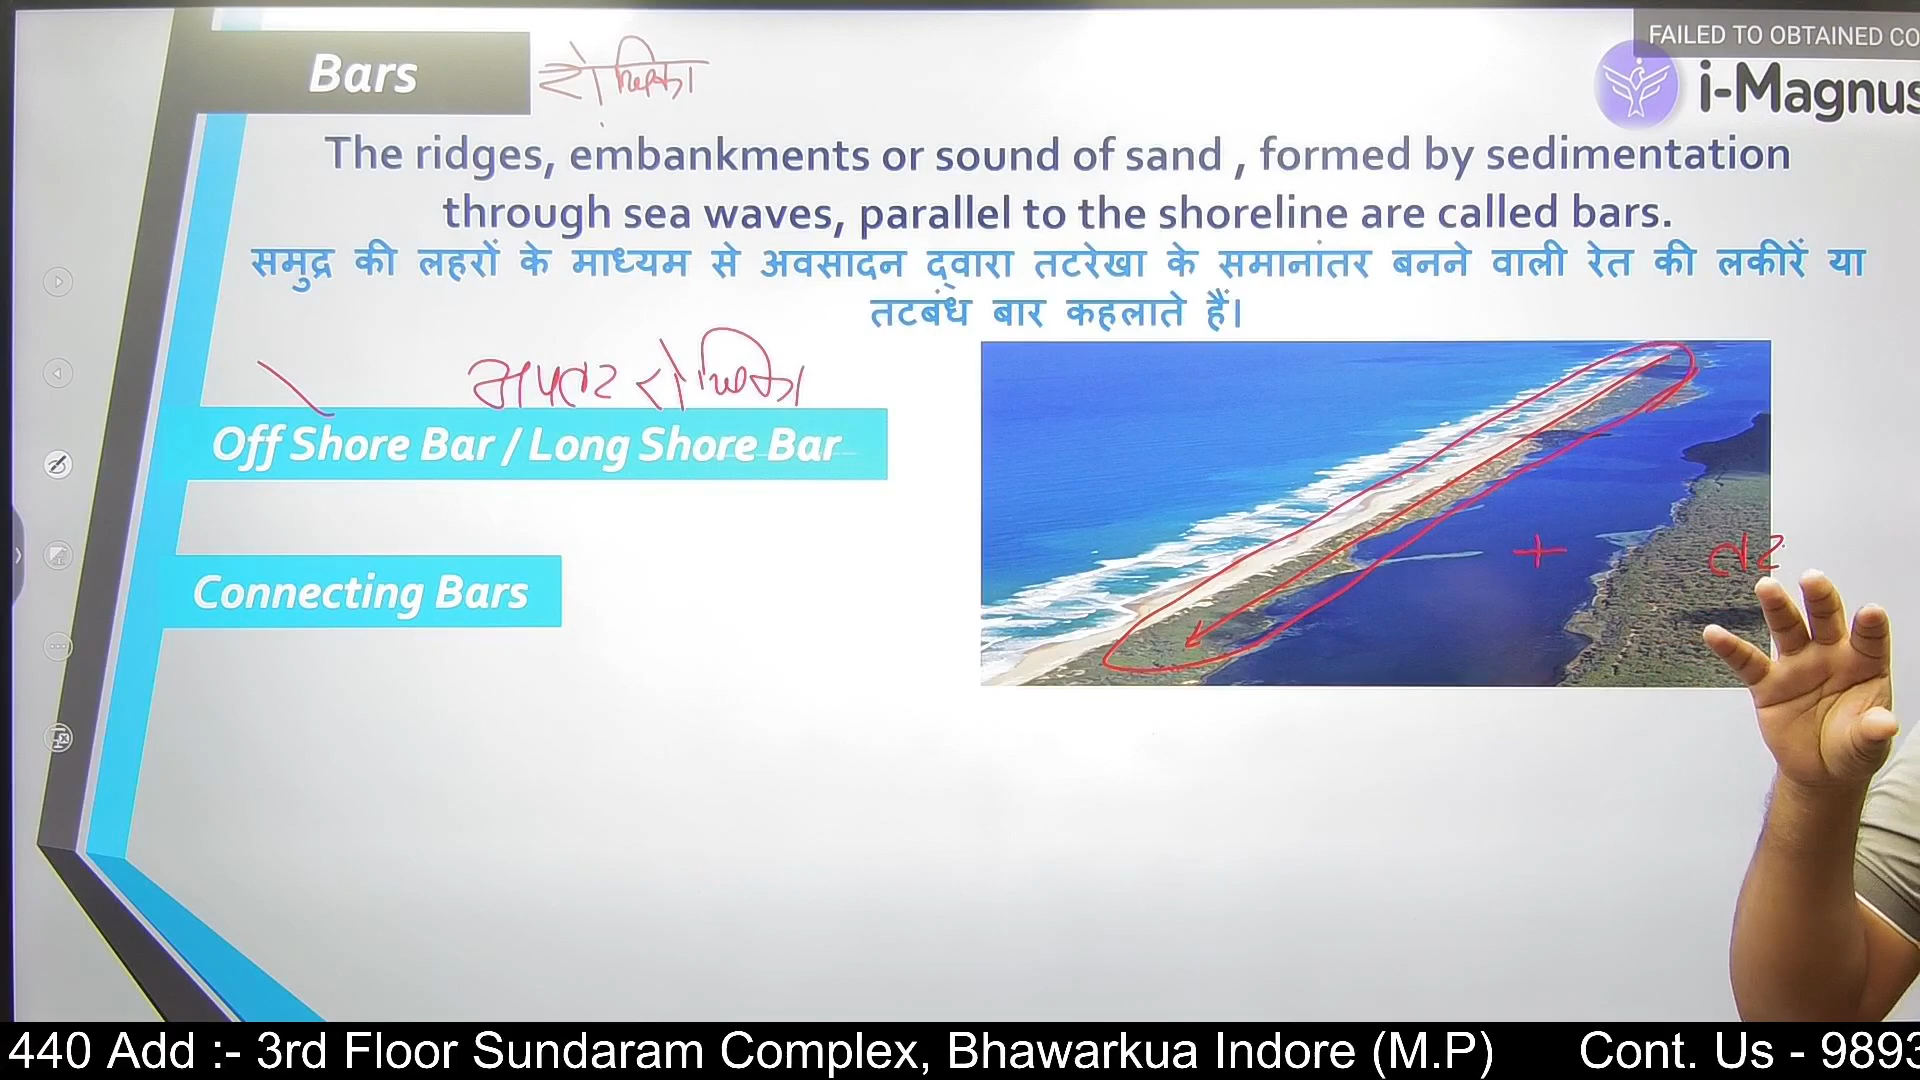 FAILED TO OBTAINED CO
Bars
रोधिका
i-Magnus
The ridges, embankments or sound of sand , formed by sedimentation
through sea waves, parallel to the shoreline are called bars.
समुद्र की लहरों के माध्यम से अवसादन द्वारा तटरेखा के समानांतर बनने वाली रेत की लकीरें या
तटबंध बार कहलाते हैं।
अपतट रोधिका
Off Shore Bar / Long Shore Bar
Connecting Bars
+ तट
440 Add :- 3rd Floor Sundaram Complex, Bhawarkua Indore (M.P) Cont. Us - 9893